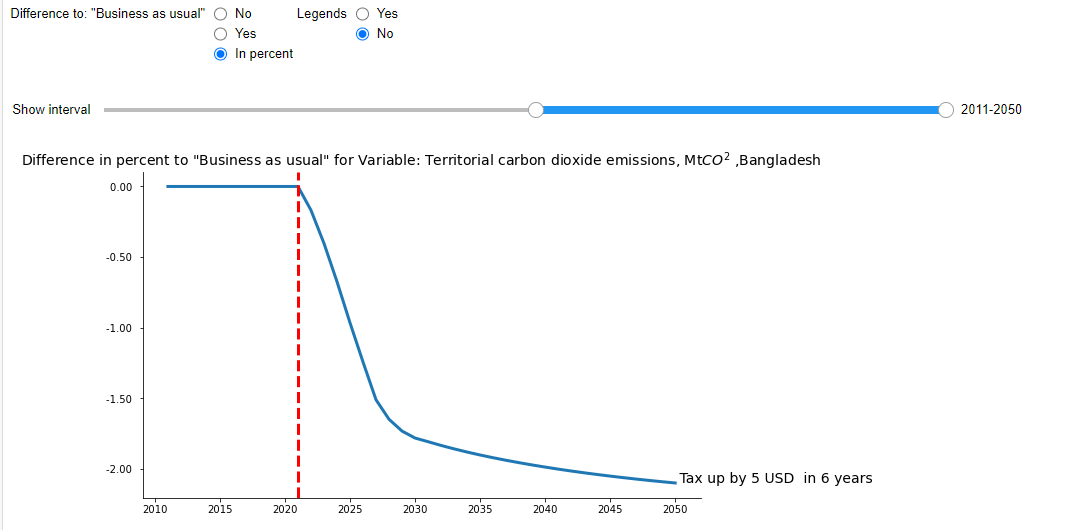 Difference to: "Business as usual" No Legends Yes
Yes No
In percent
Show interval 2011-2050
Difference in percent to "Business as usual" for Variable: Territorial carbon dioxide emissions, MtCO² ,Bangladesh
0.00
-0.50
-1.00
-1.50
-2.00
Tax up by 5 USD  in 6 years
2010 2015 2020 2025 2030 2035 2040 2045 2050